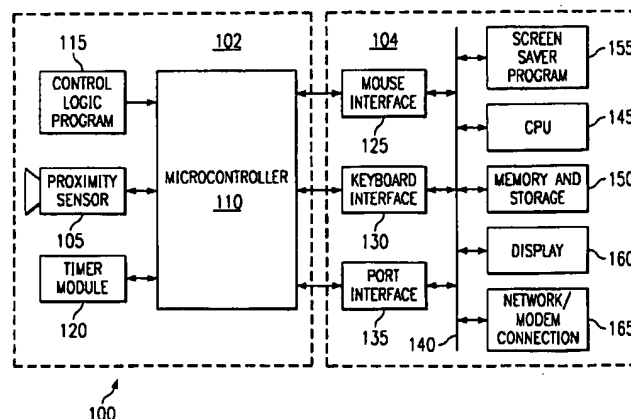 115
CONTROL
LOGIC
PROGRAM
PROXIMITY
SENSOR
105
TIMER
MODULE
120
102
MICROCONTROLLER
110
104
MOUSE
INTERFACE
125
KEYBOARD
INTERFACE
130
PORT
INTERFACE
135
140
SCREEN
SAVER
PROGRAM
155
CPU
145
MEMORY AND
STORAGE
150
DISPLAY
160
NETWORK/
MODEM
CONNECTION
165
100